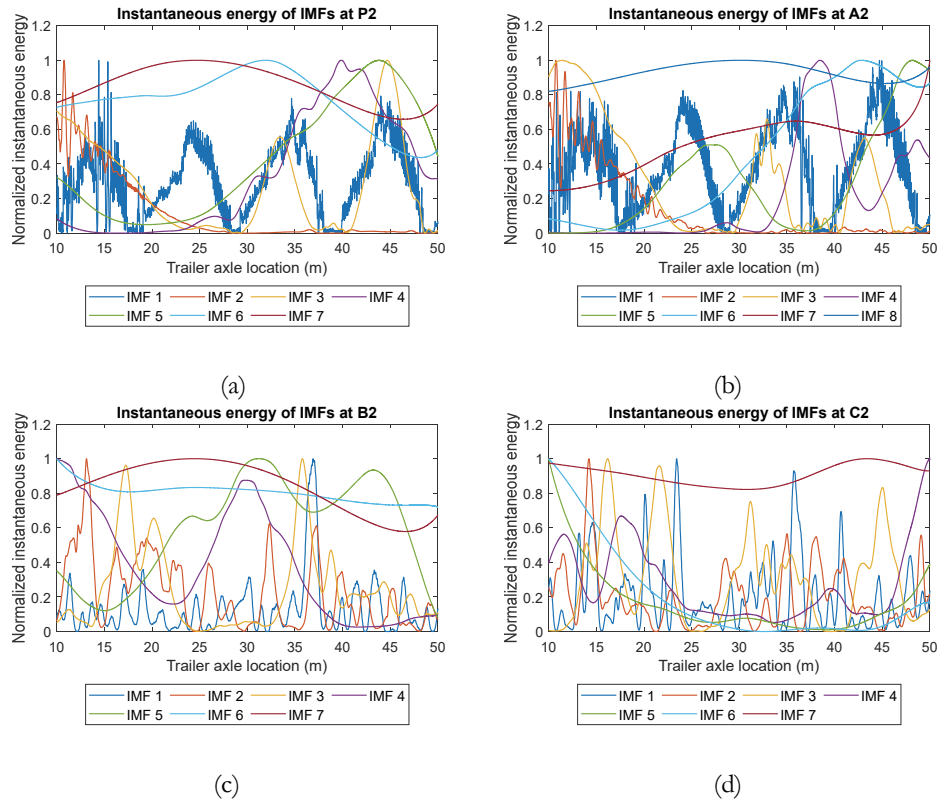 Instantaneous energy of IMFs at P2
Normalized instantaneous energy
1.2
1
0.8
0.6
0.4
0.2
0
10 15 20 25 30 35 40 45 50
Trailer axle location (m)
IMF 1 IMF 2 IMF 3 IMF 4
IMF 5 IMF 6 IMF 7
(a)
Instantaneous energy of IMFs at A2
Normalized instantaneous energy
1.2
1
0.8
0.6
0.4
0.2
0
10 15 20 25 30 35 40 45 50
Trailer axle location (m)
IMF 1 IMF 2 IMF 3 IMF 4
IMF 5 IMF 6 IMF 7 IMF 8
(b)
Instantaneous energy of IMFs at B2
Normalized instantaneous energy
1.2
1
0.8
0.6
0.4
0.2
0
10 15 20 25 30 35 40 45 50
Trailer axle location (m)
IMF 1 IMF 2 IMF 3 IMF 4
IMF 5 IMF 6 IMF 7
(c)
Instantaneous energy of IMFs at C2
Normalized instantaneous energy
1.2
1
0.8
0.6
0.4
0.2
0
10 15 20 25 30 35 40 45 50
Trailer axle location (m)
IMF 1 IMF 2 IMF 3 IMF 4
IMF 5 IMF 6 IMF 7
(d)